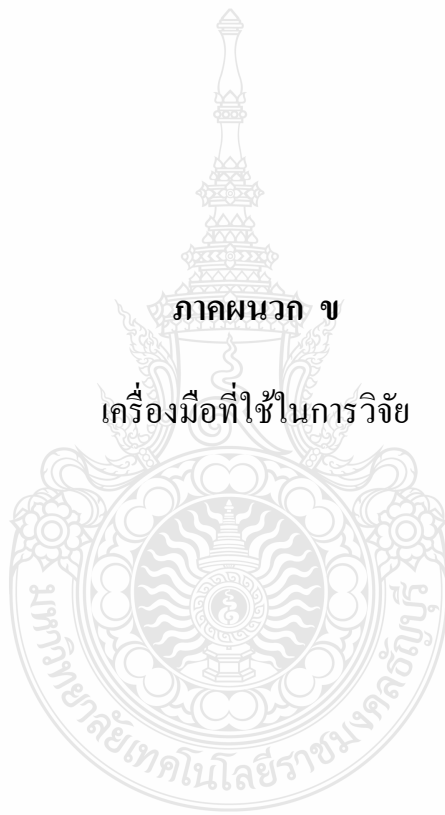 ภาคผนวก ข
เครื่องมือที่ใช้ในการวิจัย
มหาวิทยาลัยเทคโนโลยีราชมงคลธัญบุรี